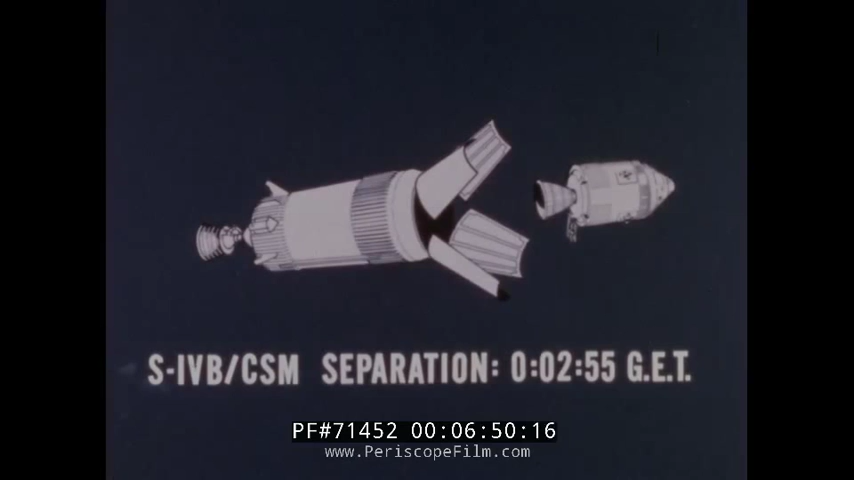 S-IVB/CSM SEPARATION: 0:02:55 G.E.T.
PF#71452 00:06:50:16
www.PeriscopeFilm.com